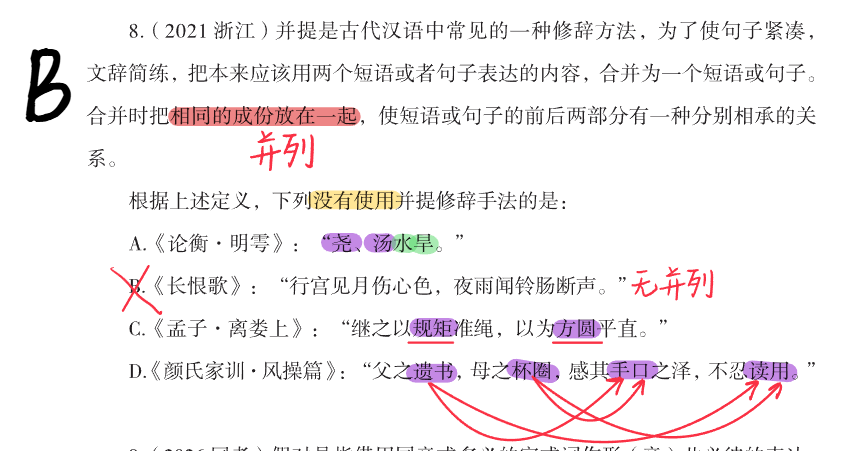 8.（2021 浙江）并提是古代汉语中常见的一种修辞方法，为了使句子紧凑，
B
文辞简练，把本来应该用两个短语或者句子表达的内容，合并为一个短语或句子。
合并时把相同的成份放在一起，使短语或句子的前后两部分有一种分别相承的关
并列
系。
根据上述定义，下列没有使用并提修辞手法的是：
A.《论衡·明雩》：“尧、汤水旱。”
B.《长恨歌》：“行宫见月伤心色，夜雨闻铃肠断声。”无并列
C.《孟子·离娄上》：“继之以规矩准绳，以为方圆平直。”
D.《颜氏家训·风操篇》：“父之遗书，母之杯圈，感其手口之泽，不忍读用。”